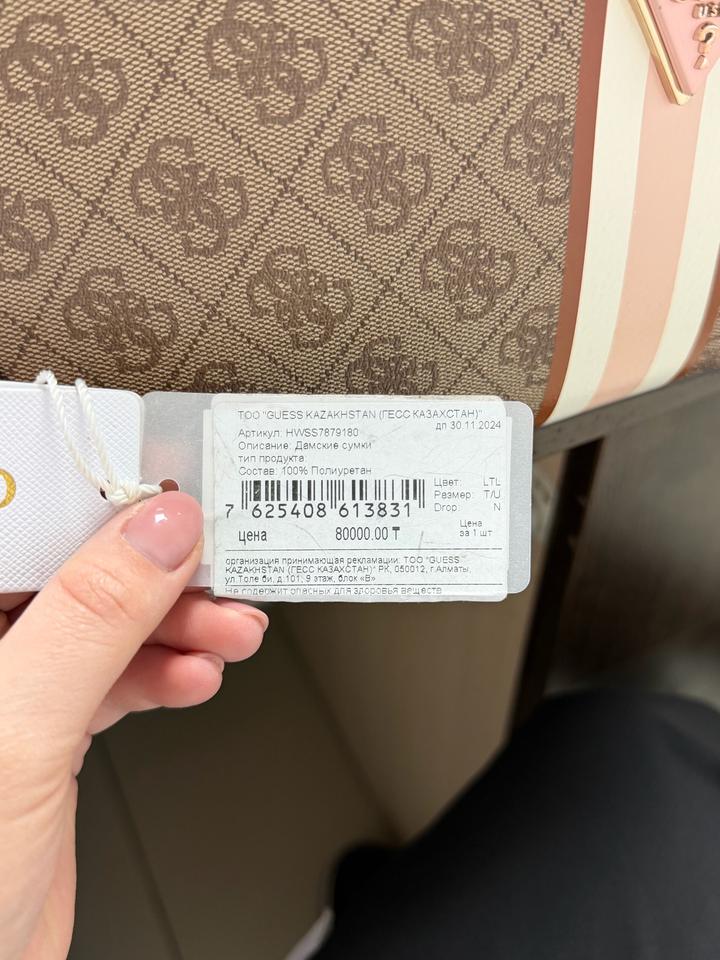 ТОО "GUESS KAZAKHSTAN (ГЕСС КАЗАХСТАН)"
дп 30.11.2024
Артикул: HWSS7879180
Описание: Дамские сумки
тип продукта:
Состав: 100% Полиуретан
Цвет: LTL
Размер: T/U
Drop: N
7 625408 613831
цена 80000.00 ₸
Цена
за 1 шт
организация принимающая рекламации: ТОО "GUESS
KAZAKHSTAN (ГЕСС КАЗАХСТАН)" РК, 050012, г.Алматы,
ул.Толе би, д.101, 9 этаж, блок «В»
Не содержит опасных для здоровья веществ
?